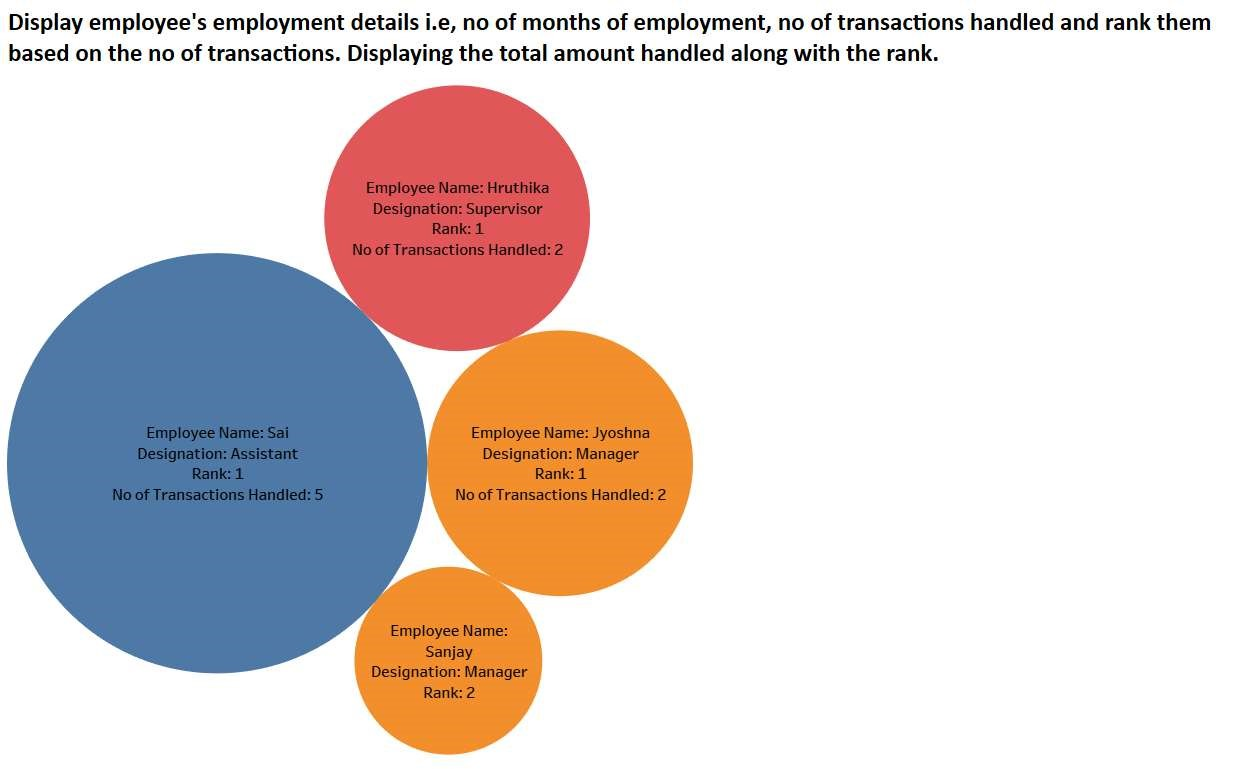 Display employee's employment details i.e, no of months of employment, no of transactions handled and rank them
based on the no of transactions. Displaying the total amount handled along with the rank.
Employee Name: Hruthika
Designation: Supervisor
Rank: 1
No of Transactions Handled: 2
Employee Name: Sai
Designation: Assistant
Rank: 1
No of Transactions Handled: 5
Employee Name: Jyoshna
Designation: Manager
Rank: 1
No of Transactions Handled: 2
Employee Name:
Sanjay
Designation: Manager
Rank: 2